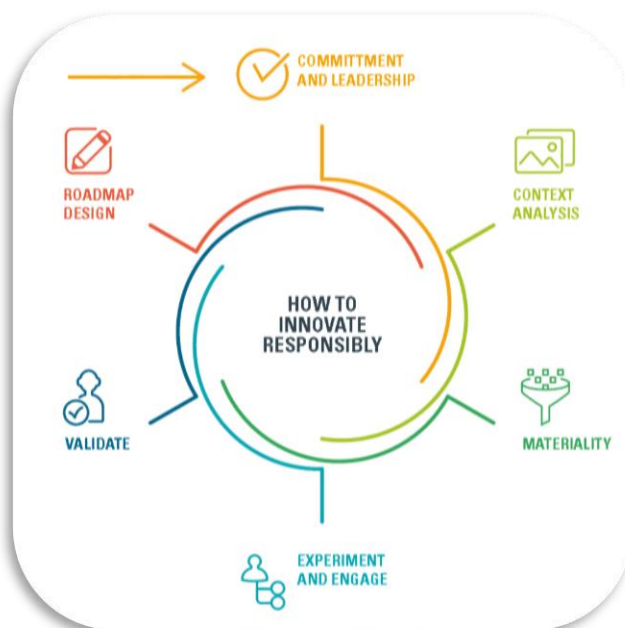 COMMITTMENT
AND LEADERSHIP
CONTEXT
ANALYSIS
MATERIALITY
EXPERIMENT
AND ENGAGE
VALIDATE
ROADMAP
DESIGN
HOW TO
INNOVATE
RESPONSIBLY